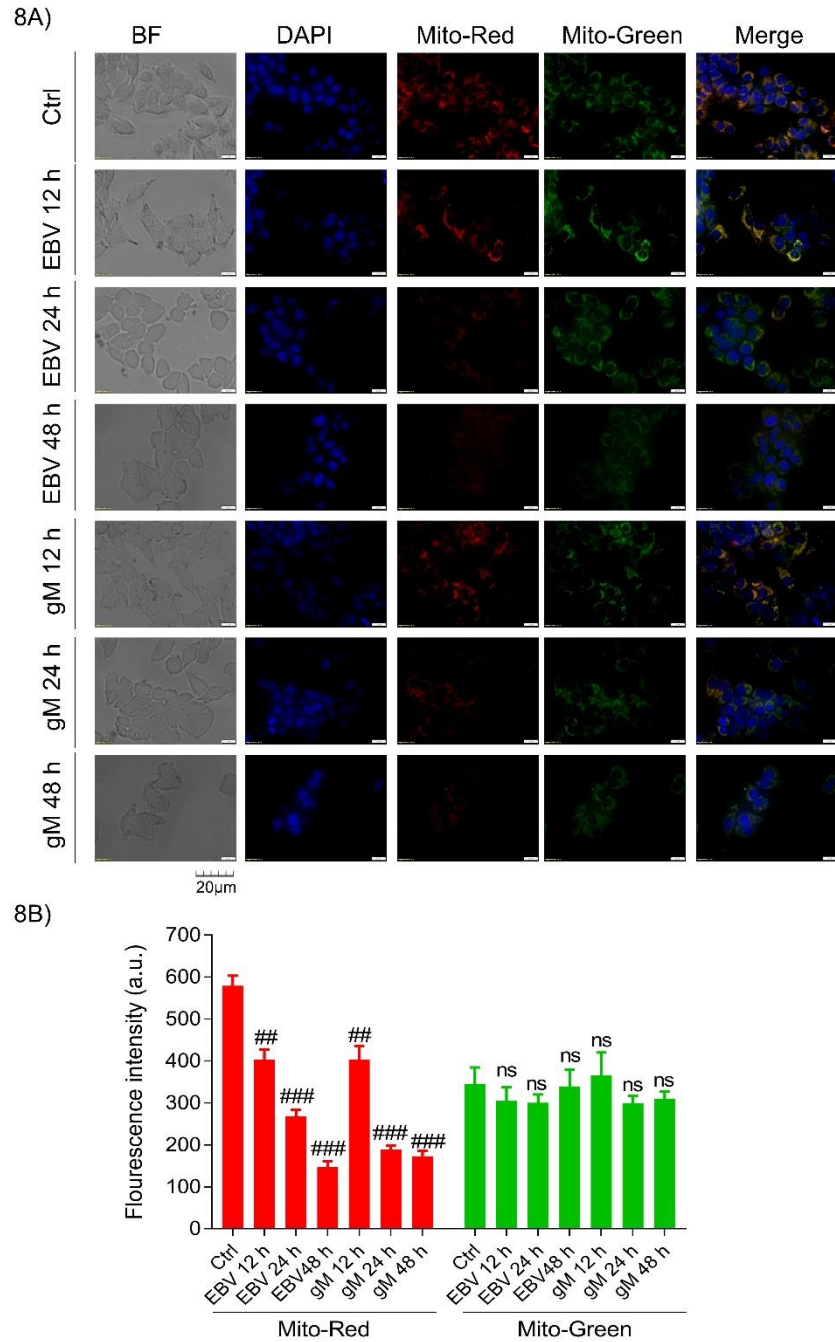 8A)
BF DAPI Mito-Red Mito-Green Merge
Ctrl
EBV 12 h
EBV 24 h
EBV 48 h
gM 12 h
gM 24 h
gM 48 h
20µm
8B)
Flourescence intensity (a.u.)
700
600
500
400
300
200
100
0
## ### ### ## ### ### ns ns ns ns ns ns
Ctrl EBV 12 h EBV 24 h EBV48 h gM 12 h gM 24 h gM 48 h Ctrl EBV 12 h EBV 24 h EBV48 h gM 12 h gM 24 h gM 48 h
Mito-Red Mito-Green